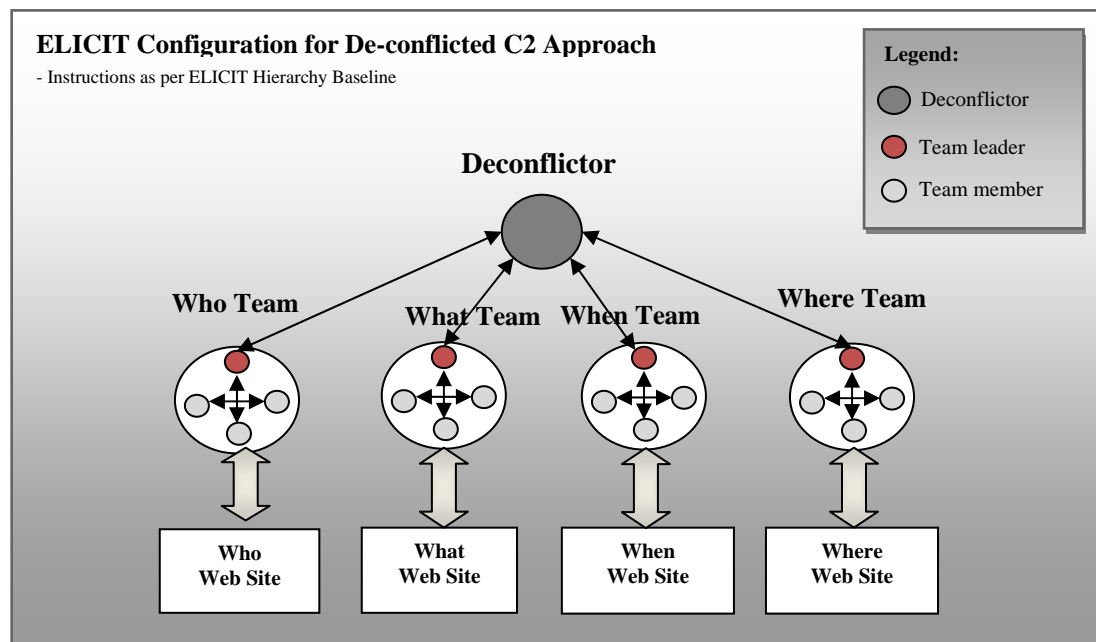 ELICIT Configuration for De-conflicted C2 Approach
- Instructions as per ELICIT Hierarchy Baseline
Legend:
Deconflictor
Team leader
Team member
Deconflictor
Who Team
What Team
When Team
Where Team
Who
Web Site
What
Web Site
When
Web Site
Where
Web Site